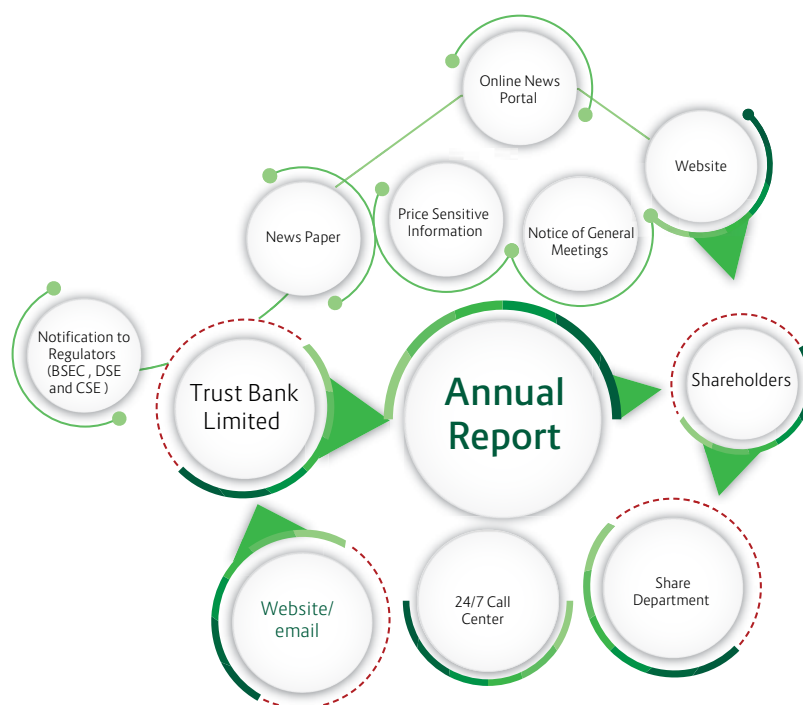 Online News
Portal
Website
News Paper
Price Sensitive
Information
Notice of General
Meetings
Notification to
Regulators
(BSEC , DSE
and CSE )
Trust Bank
Limited
Annual
Report
Shareholders
Website/
email
24/7 Call
Center
Share
Department